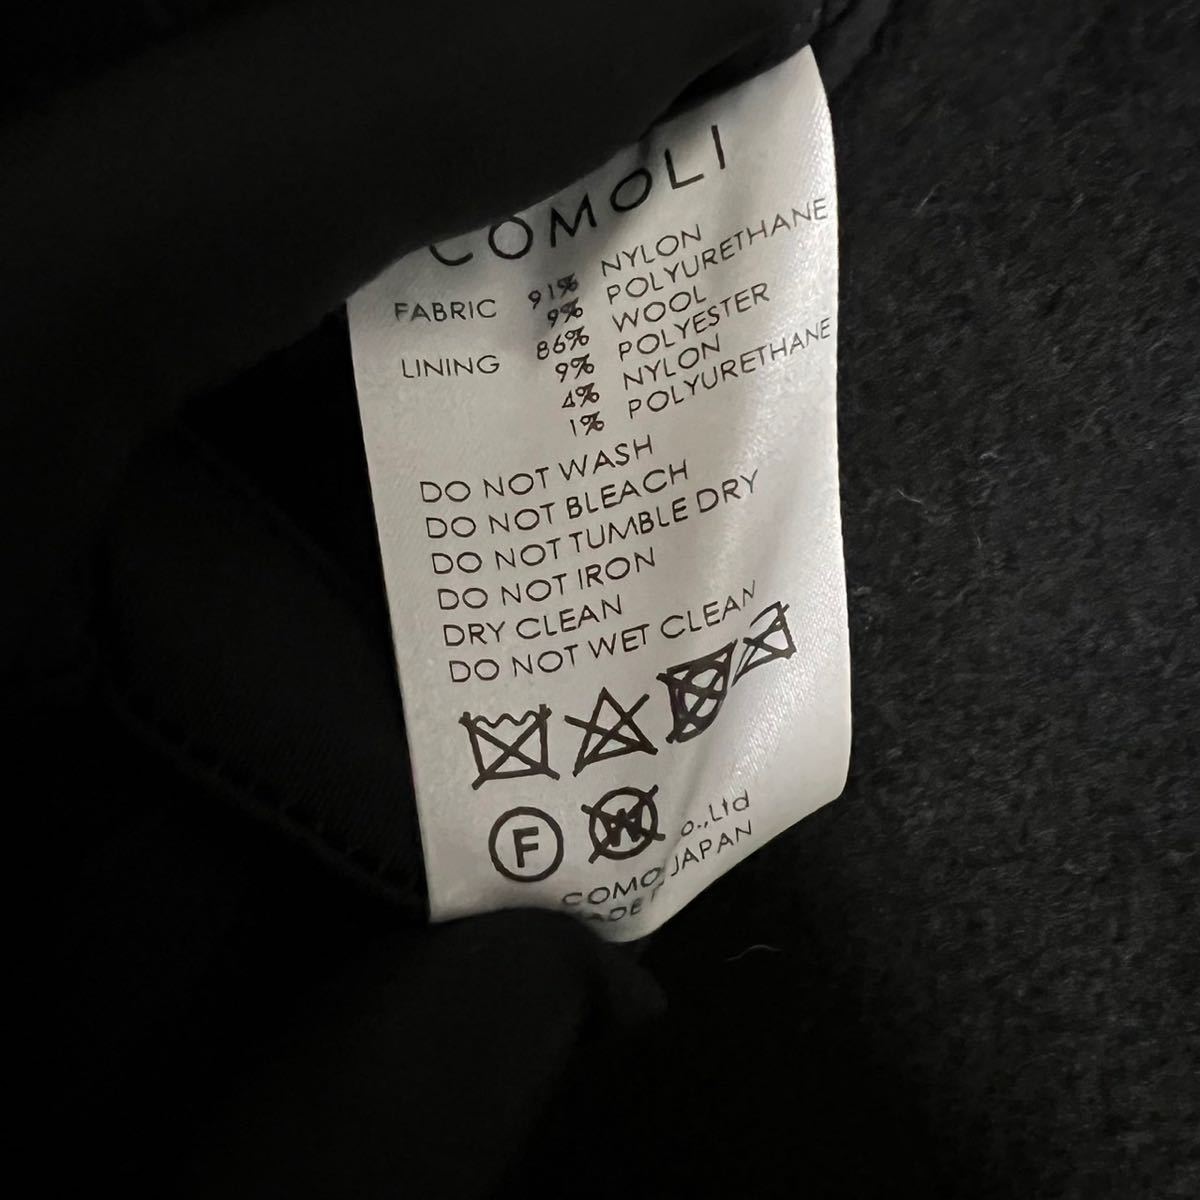 COMOLI
FABRIC 91% NYLON
9% POLYURETHANE
LINING 86% WOOL
9% POLYESTER
4% NYLON
1% POLYURETHANE
DO NOT WASH
DO NOT BLEACH
DO NOT TUMBLE DRY
DO NOT IRON
DRY CLEAN
DO NOT WET CLEAN
F W
COMO o.,Ltd
JAPAN